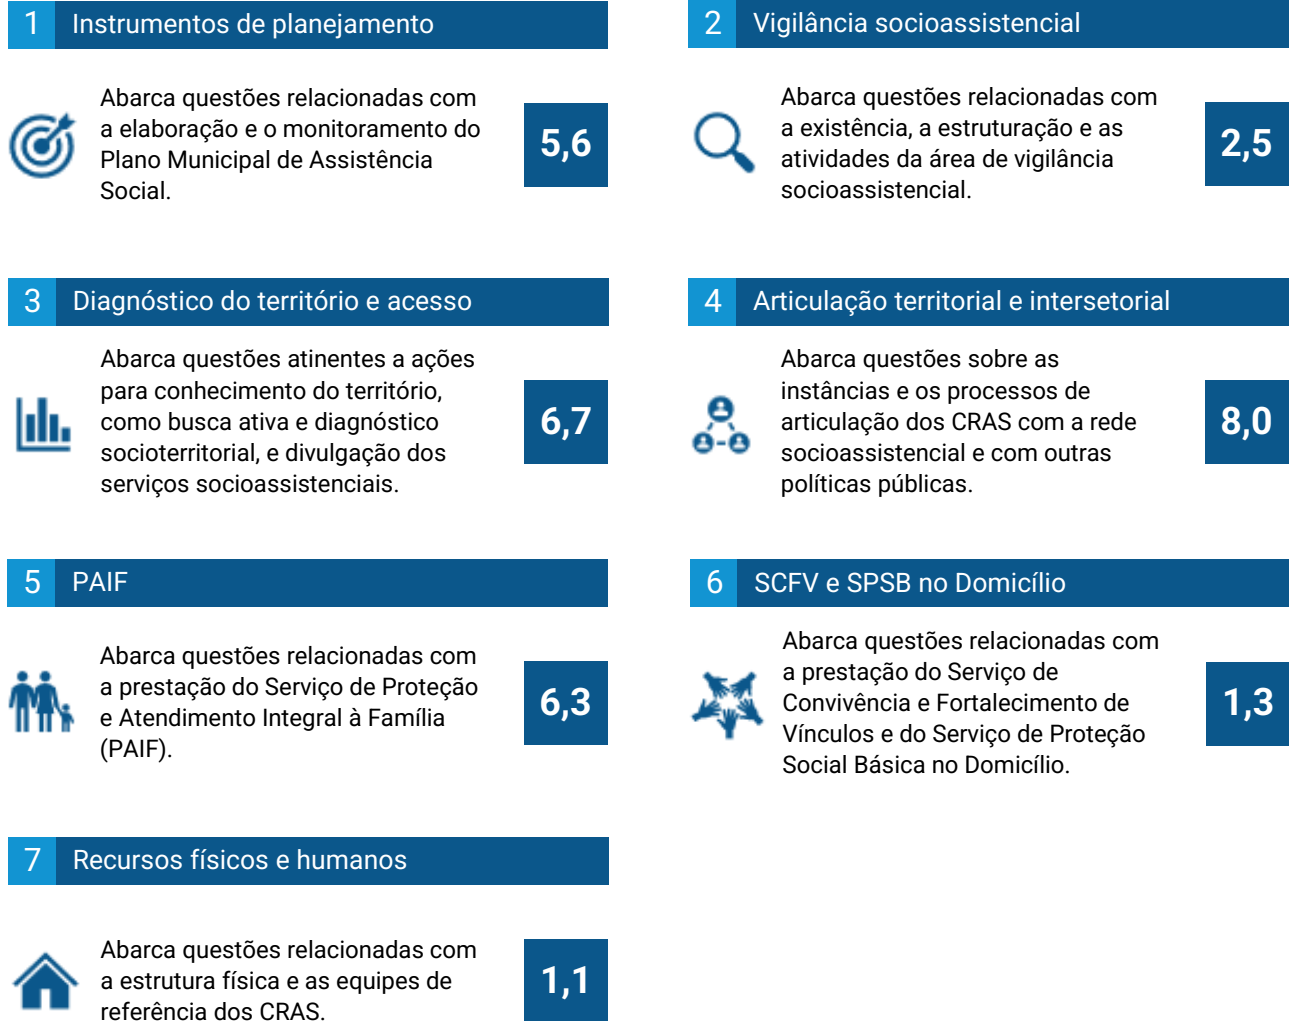 1 Instrumentos de planejamento
Abarca questões relacionadas com
a elaboração e o monitoramento do
Plano Municipal de Assistência
Social.
5,6
2 Vigilância socioassistencial
Abarca questões relacionadas com
a existência, a estruturação e as
atividades da área de vigilância
socioassistencial.
2,5
3 Diagnóstico do território e acesso
Abarca questões atinentes a ações
para conhecimento do território,
como busca ativa e diagnóstico
socioterritorial, e divulgação dos
serviços socioassistenciais.
6,7
4 Articulação territorial e intersetorial
Abarca questões sobre as
instâncias e os processos de
articulação dos CRAS com a rede
socioassistencial e com outras
políticas públicas.
8,0
5 PAIF
Abarca questões relacionadas com
a prestação do Serviço de Proteção
e Atendimento Integral à Família
(PAIF).
6,3
6 SCFV e SPSB no Domicílio
Abarca questões relacionadas com
a prestação do Serviço de
Convivência e Fortalecimento de
Vínculos e do Serviço de Proteção
Social Básica no Domicílio.
1,3
7 Recursos físicos e humanos
Abarca questões relacionadas com
a estrutura física e as equipes de
referência dos CRAS.
1,1